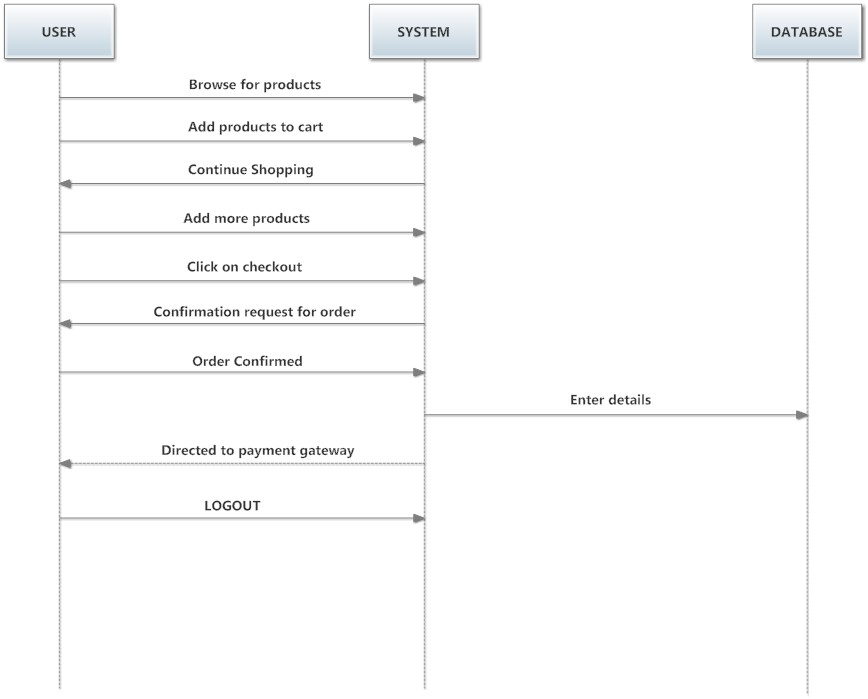 USER
SYSTEM
DATABASE
Browse for products
Add products to cart
Continue Shopping
Add more products
Click on checkout
Confirmation request for order
Order Confirmed
Enter details
Directed to payment gateway
LOGOUT